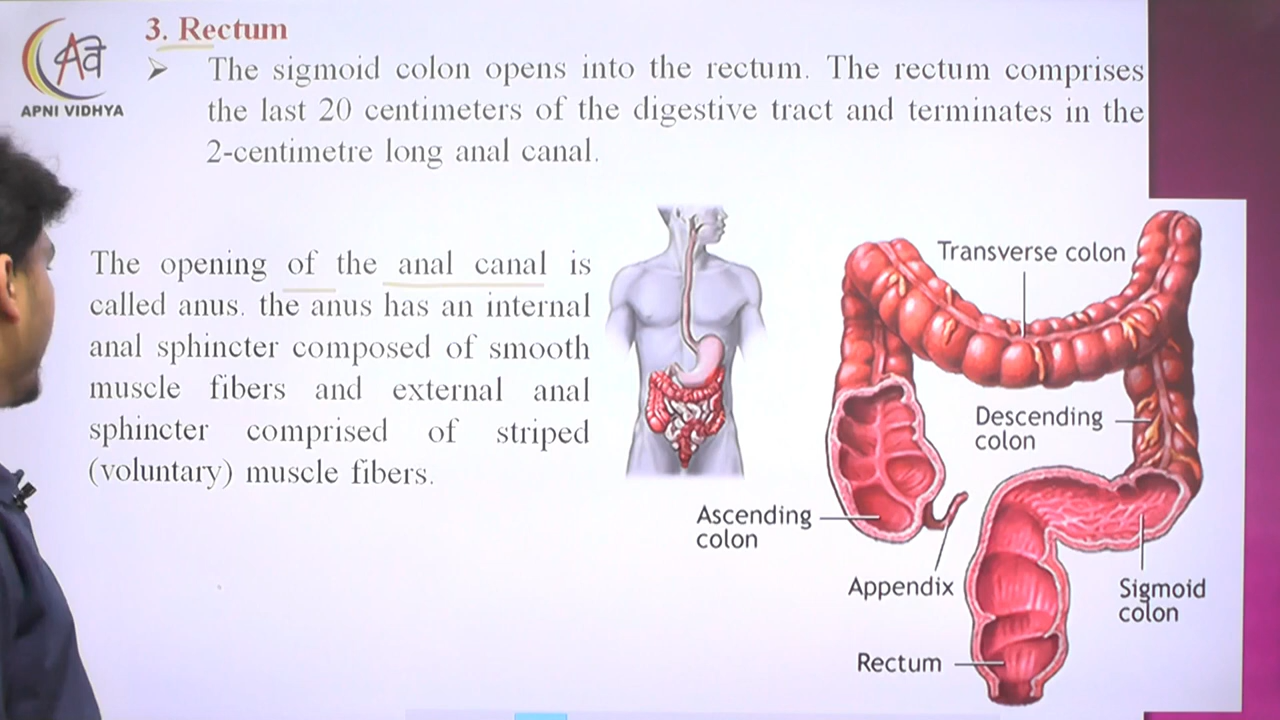 3. Rectum
➢ The sigmoid colon opens into the rectum. The rectum comprises
the last 20 centimeters of the digestive tract and terminates in the
2-centimetre long anal canal.
Aवि
APNI VIDHYA
The opening of the anal canal is
called anus. the anus has an internal
anal sphincter composed of smooth
muscle fibers and external anal
sphincter comprised of striped
(voluntary) muscle fibers.
Transverse colon
Descending
colon
Ascending
colon
Appendix
Sigmoid
colon
Rectum